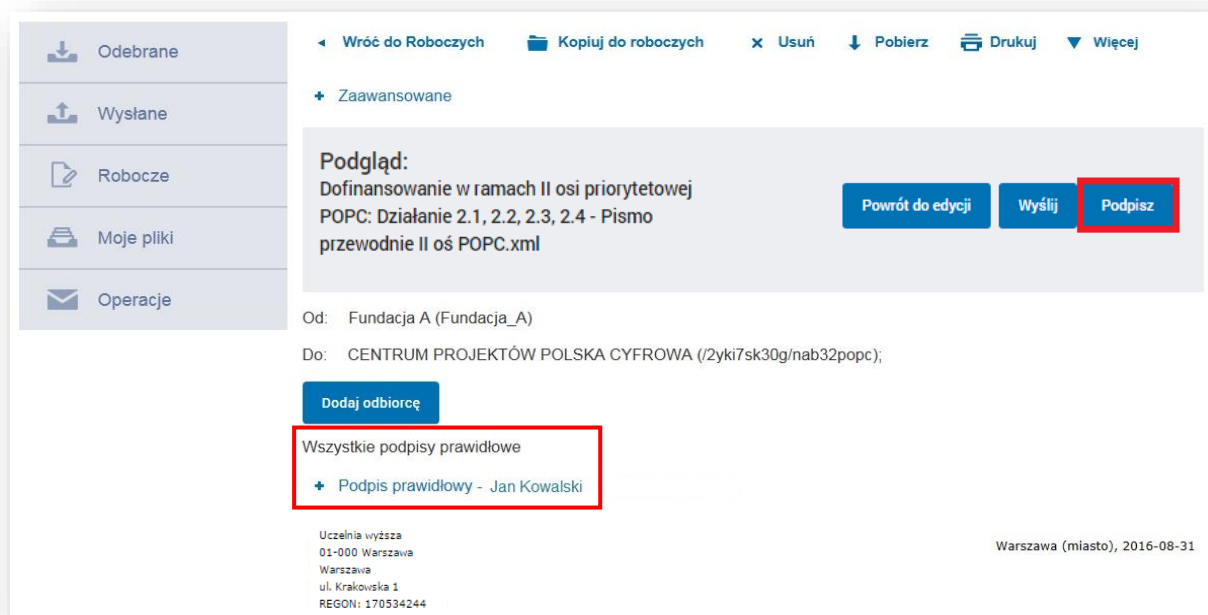 Odebrane
Wysłane
Robocze
Moje pliki
Operacje
Wróć do Roboczych Kopiuj do roboczych Usuń Pobierz Drukuj Więcej
Zaawansowane
Podgląd:
Dofinansowanie w ramach II osi priorytetowej
POPC: Działanie 2.1, 2.2, 2.3, 2.4 - Pismo
przewodnie II oś POPC.xml
Powrót do edycji Wyślij Podpisz
Od: Fundacja A (Fundacja_A)
Do: CENTRUM PROJEKTÓW POLSKA CYFROWA (/2yki7sk30g/nab32popc);
Dodaj odbiorcę
Wszystkie podpisy prawidłowe
+ Podpis prawidłowy - Jan Kowalski
Uczelnia wyższa
01-000 Warszawa
Warszawa
ul. Krakowska 1
REGON: 170534244
Warszawa (miasto), 2016-08-31